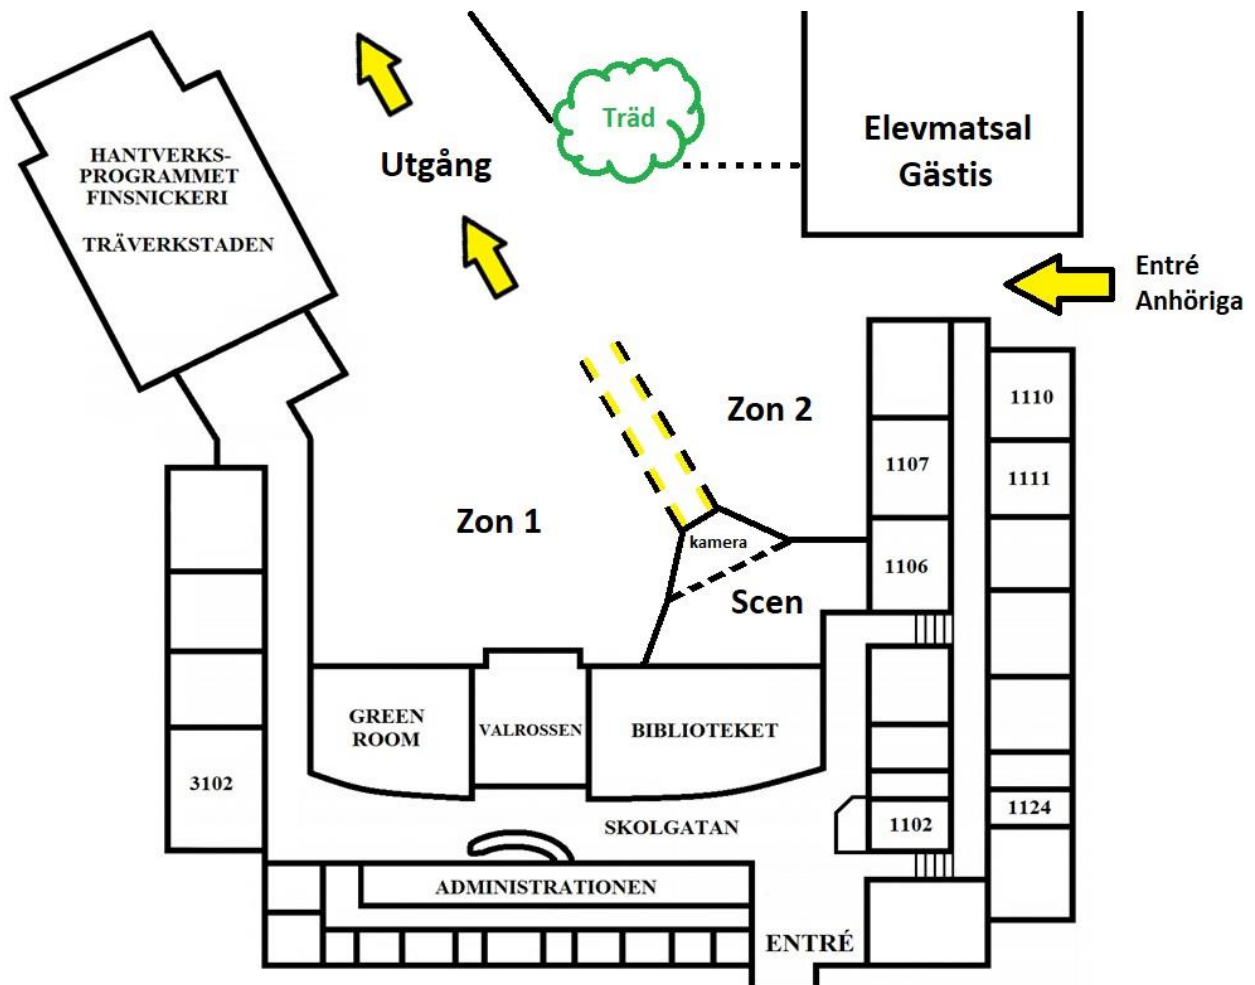 Träd
Elevmatsal
Gästis
HANTVERKS-
PROGRAMMET
FINSNICKERI
TRÄVERKSTADEN
Utgång
Entré
Anhöriga
Zon 2
1110
1107
1111
Zon 1
kamera
1106
Scen
GREEN
ROOM
VALROSSEN
BIBLIOTEKET
3102
SKOLGATAN
1102
1124
ADMINISTRATIONEN
ENTRÉ